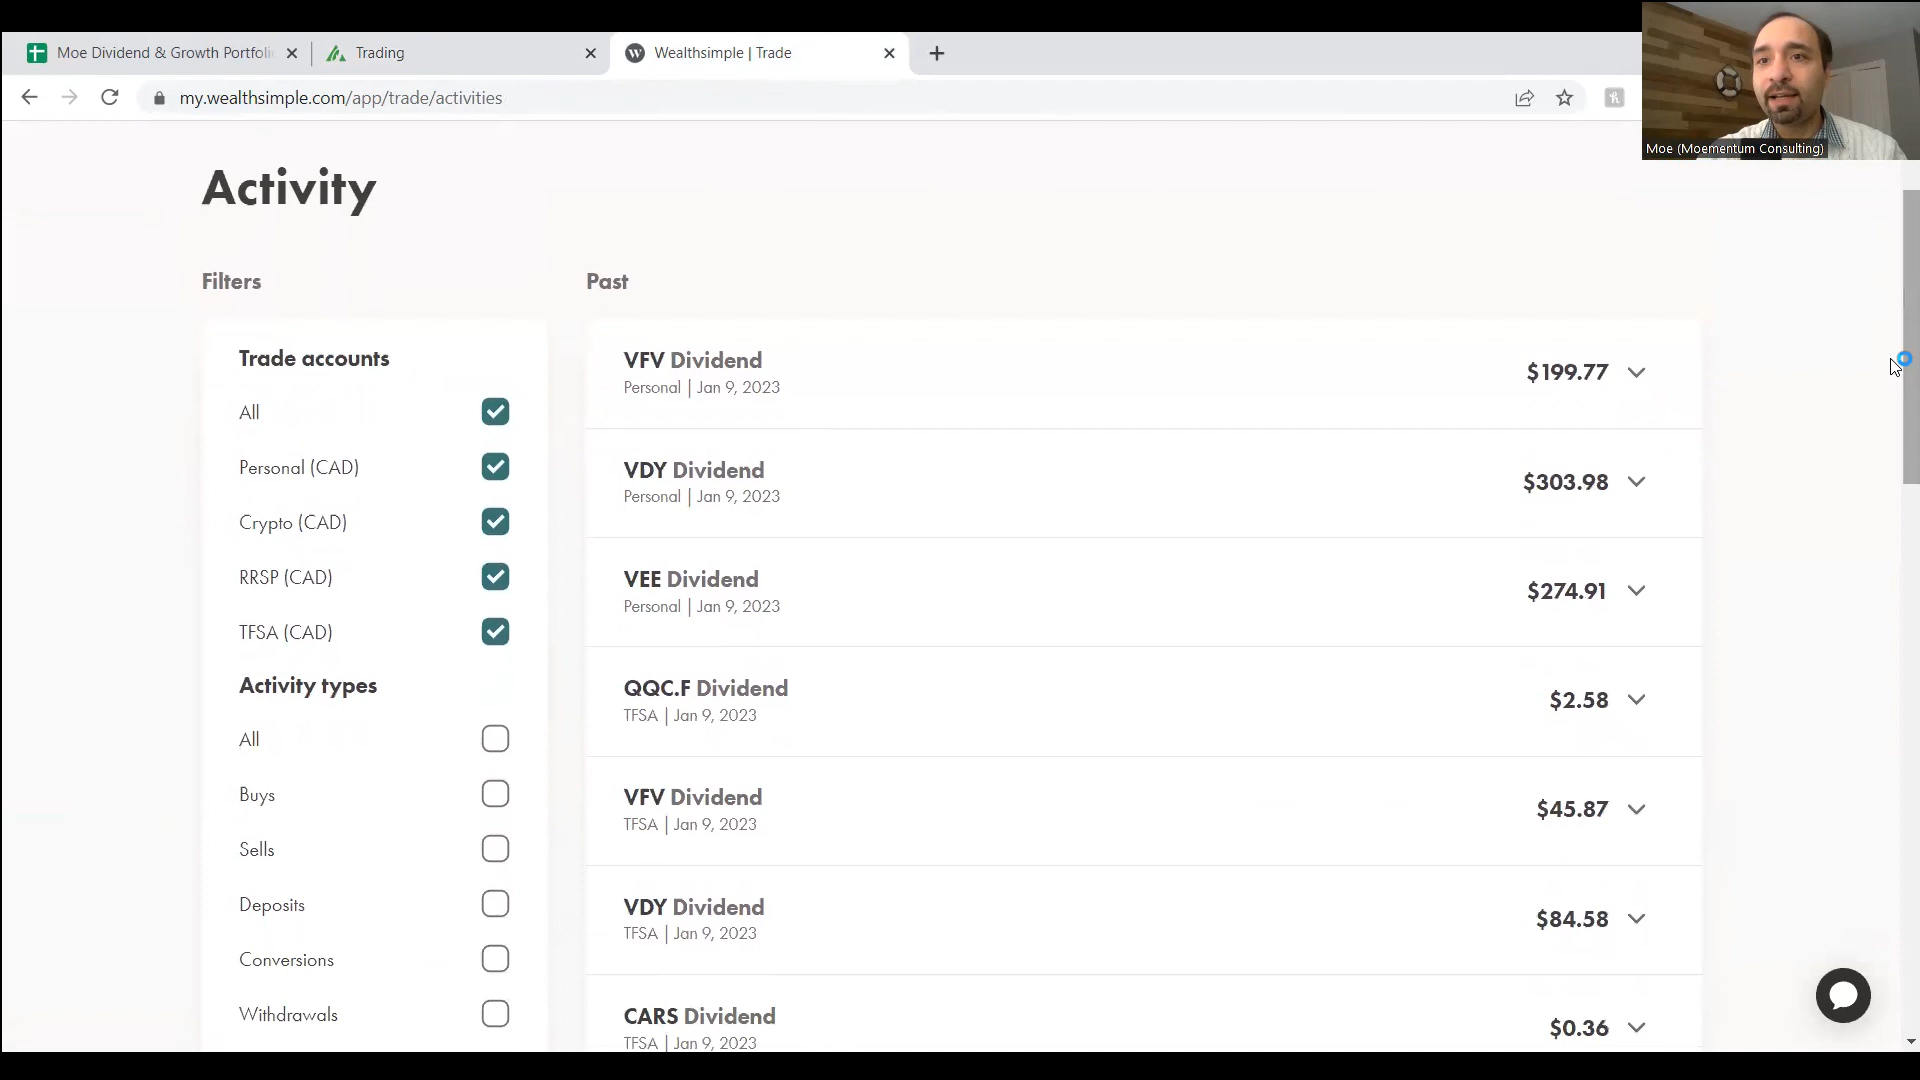 Moe Dividend & Growth Portfoli
Trading
Wealthsimple | Trade
my.wealthsimple.com/app/trade/activities
Moe (Moementum Consulting)
Activity
Filters
Trade accounts
All
Personal (CAD)
Crypto (CAD)
RRSP (CAD)
TFSA (CAD)
Activity types
All
Buys
Sells
Deposits
Conversions
Withdrawals
Past
VFV Dividend
Personal | Jan 9, 2023
$199.77
VDY Dividend
Personal | Jan 9, 2023
$303.98
VEE Dividend
Personal | Jan 9, 2023
$274.91
QQC.F Dividend
TFSA | Jan 9, 2023
$2.58
VFV Dividend
TFSA | Jan 9, 2023
$45.87
VDY Dividend
TFSA | Jan 9, 2023
$84.58
CARS Dividend
TFSA | Jan 9, 2023
$0.36